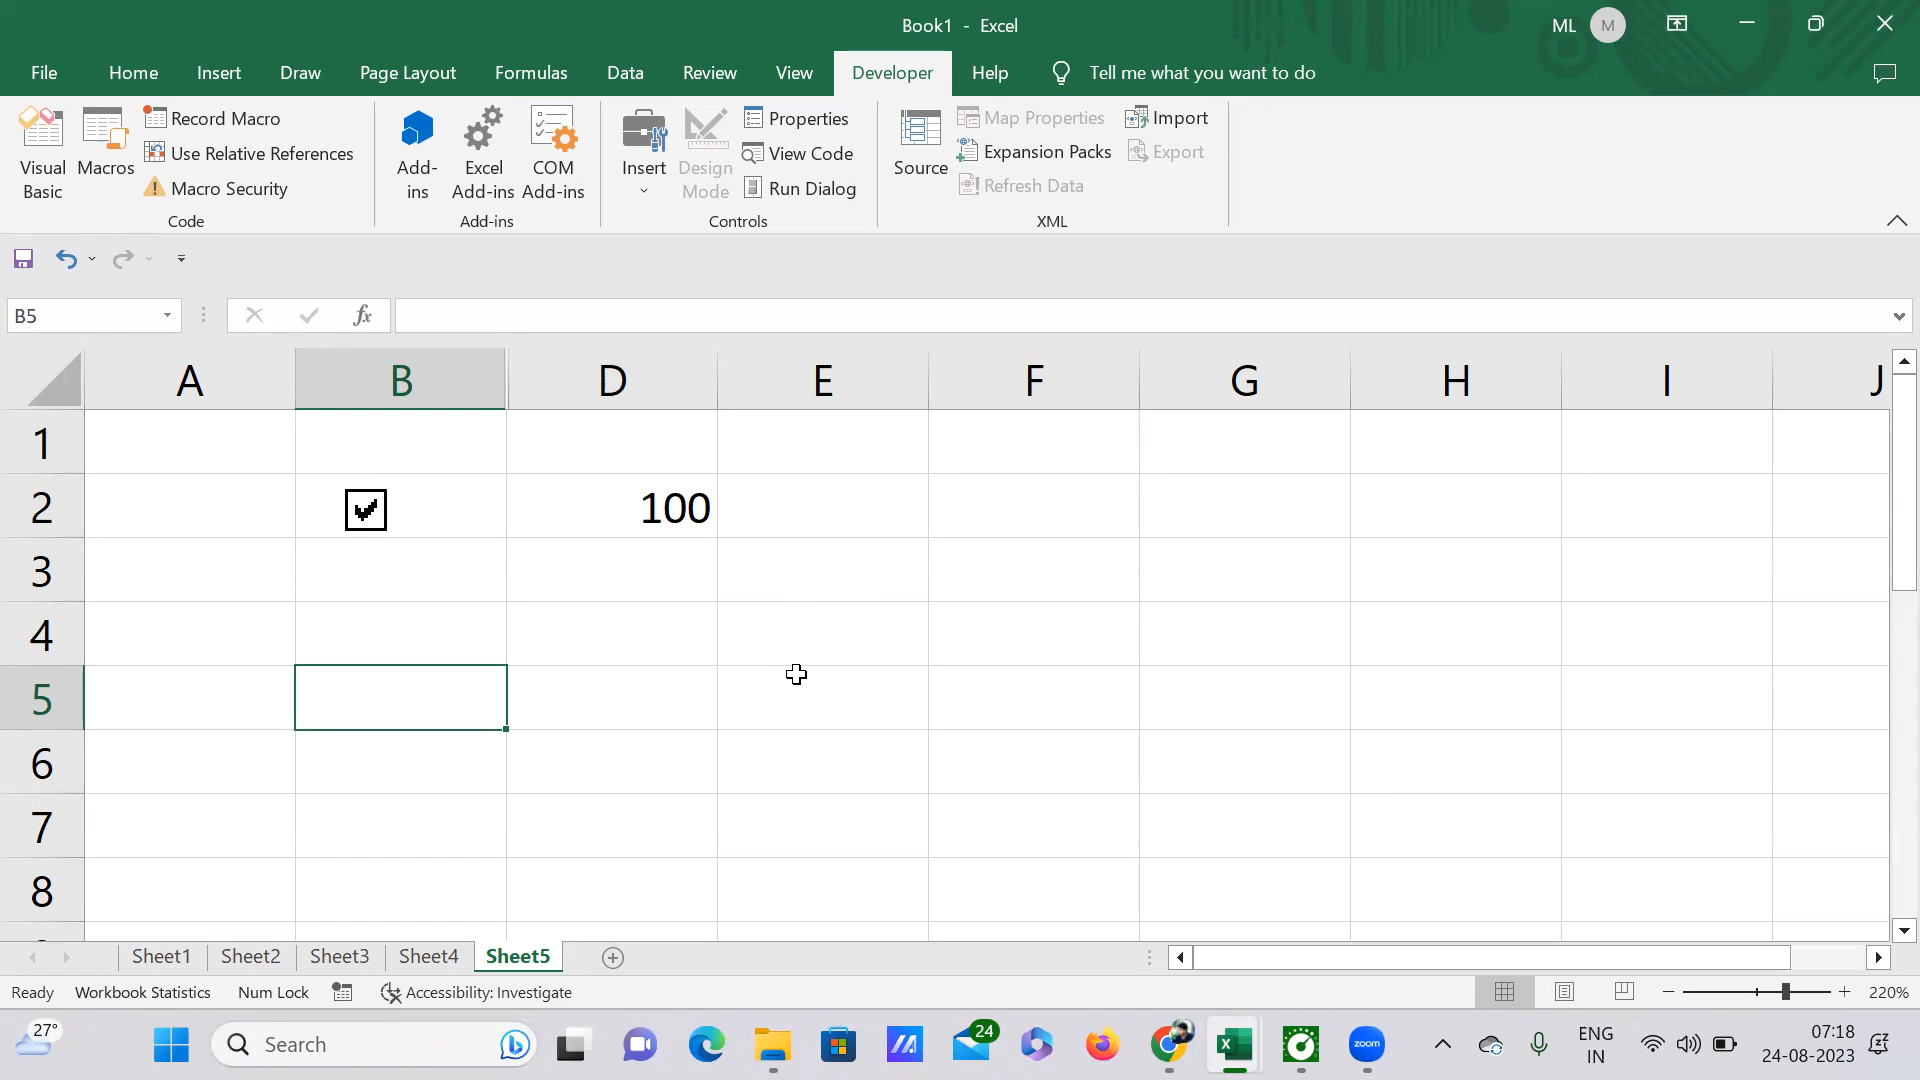 Book1 - Excel
ML M
File Home Insert Draw Page Layout Formulas Data Review View Developer Help Tell me what you want to do
Visual Basic
Macros
Record Macro
Use Relative References
Macro Security
Code
Add-ins
Excel Add-ins
COM Add-ins
Add-ins
Insert
Design Mode
Properties
View Code
Run Dialog
Controls
Source
Map Properties
Expansion Packs
Refresh Data
Import
Export
XML
B5
fx
A B D E F G H I J
1
2 100
3
4
5
6
7
8
Sheet1 Sheet2 Sheet3 Sheet4 Sheet5
Ready Workbook Statistics Num Lock Accessibility: Investigate 220%
27°
Search
24
zoom
ENG
IN
07:18
24-08-2023